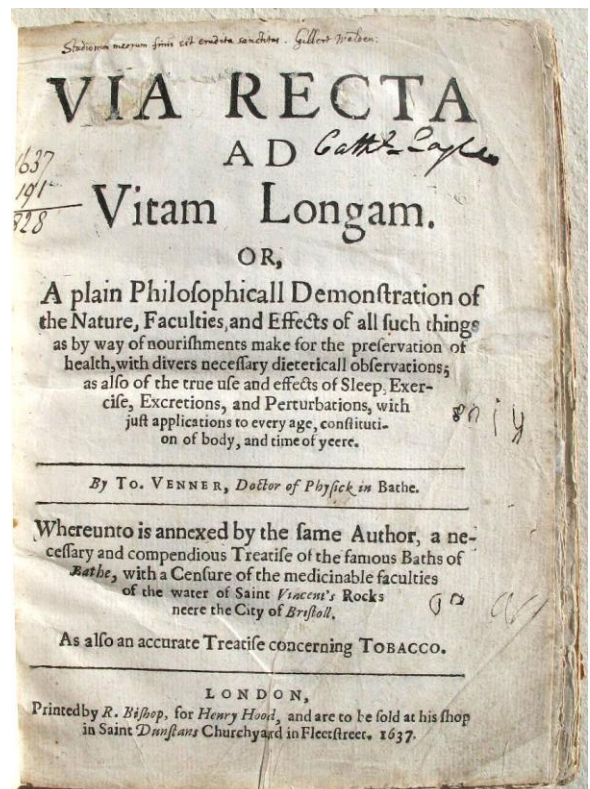 Studiorum meorum finis est erudita sanctitas. Gilbert Walden:
VIA RECTA
AD
1637
191
828
Vitam Longam.
OR,
A plain Philoſophicall Demonſtration of
the Nature, Faculties, and Effects of all ſuch things
as by way of nouriſhments make for the preſervation of
health, with divers neceſſary dieteticall obſervations;
as alſo of the true uſe and effects of Sleep, Exer-
ciſe, Excretions, and Perturbations, with
juſt applications to every age, conſtituti-
on of body, and time of yeere.
By TO. VENNER, Doctor of Phyſick in Bathe.
Whereunto is annexed by the ſame Author, a ne-
ceſſary and compendious Treatiſe of the famous Baths of
Bathe, with a Cenſure of the medicinable faculties
of the water of Saint Vincent's Rocks
neere the City of Briſtoll.
As alſo an accurate Treatiſe concerning TOBACCO.
LONDON,
Printed by R. Biſhop, for Henry Hood, and are to be ſold at his ſhop
in Saint Dunſtans Churchyard in Fleetſtreet. 1637.